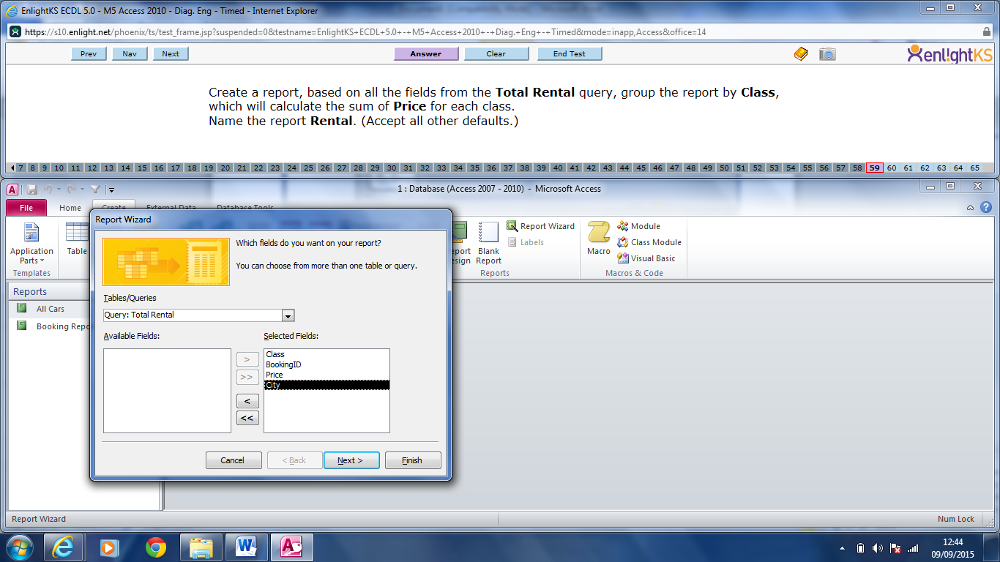 EnlightKS ECDL 5.0 - M5 Access 2010 - Diag. Eng - Timed - Internet Explorer
https://s10.enlight.net/phoenix/ts/test_frame.jsp?suspended=0&testname=EnlightKS+ECDL+5.0+-+M5+Access+2010+-+Diag.+Eng+-+Timed&mode=inapp,Access&office=14
Prev Nav Next Answer Clear End Test enlightKS
Create a report, based on all the fields from the Total Rental query, group the report by Class,
which will calculate the sum of Price for each class.
Name the report Rental. (Accept all other defaults.)
7 8 9 10 11 12 13 14 15 16 17 18 19 20 21 22 23 24 25 26 27 28 29 30 31 32 33 34 35 36 37 38 39 40 41 42 43 44 45 46 47 48 49 50 51 52 53 54 55 56 57 58 59 60 61 62 63 64 65
1 : Database (Access 2007 - 2010) - Microsoft Access
File Home Create External Data Database Tools
Application
Parts
Templates
Table
Report Wizard
Which fields do you want on your report?
You can choose from more than one table or query.
Tables/Queries
Query: Total Rental
Available Fields:
Selected Fields:
Class
BookingID
Price
City
>
>>
<
<<
Cancel < Back Next > Finish
port
sign
Blank
Report
Report Wizard
Labels
Reports
Macro
Module
Class Module
Visual Basic
Macros & Code
Reports
All Cars
Booking Repo
Report Wizard
Num Lock
12:44
09/09/2015